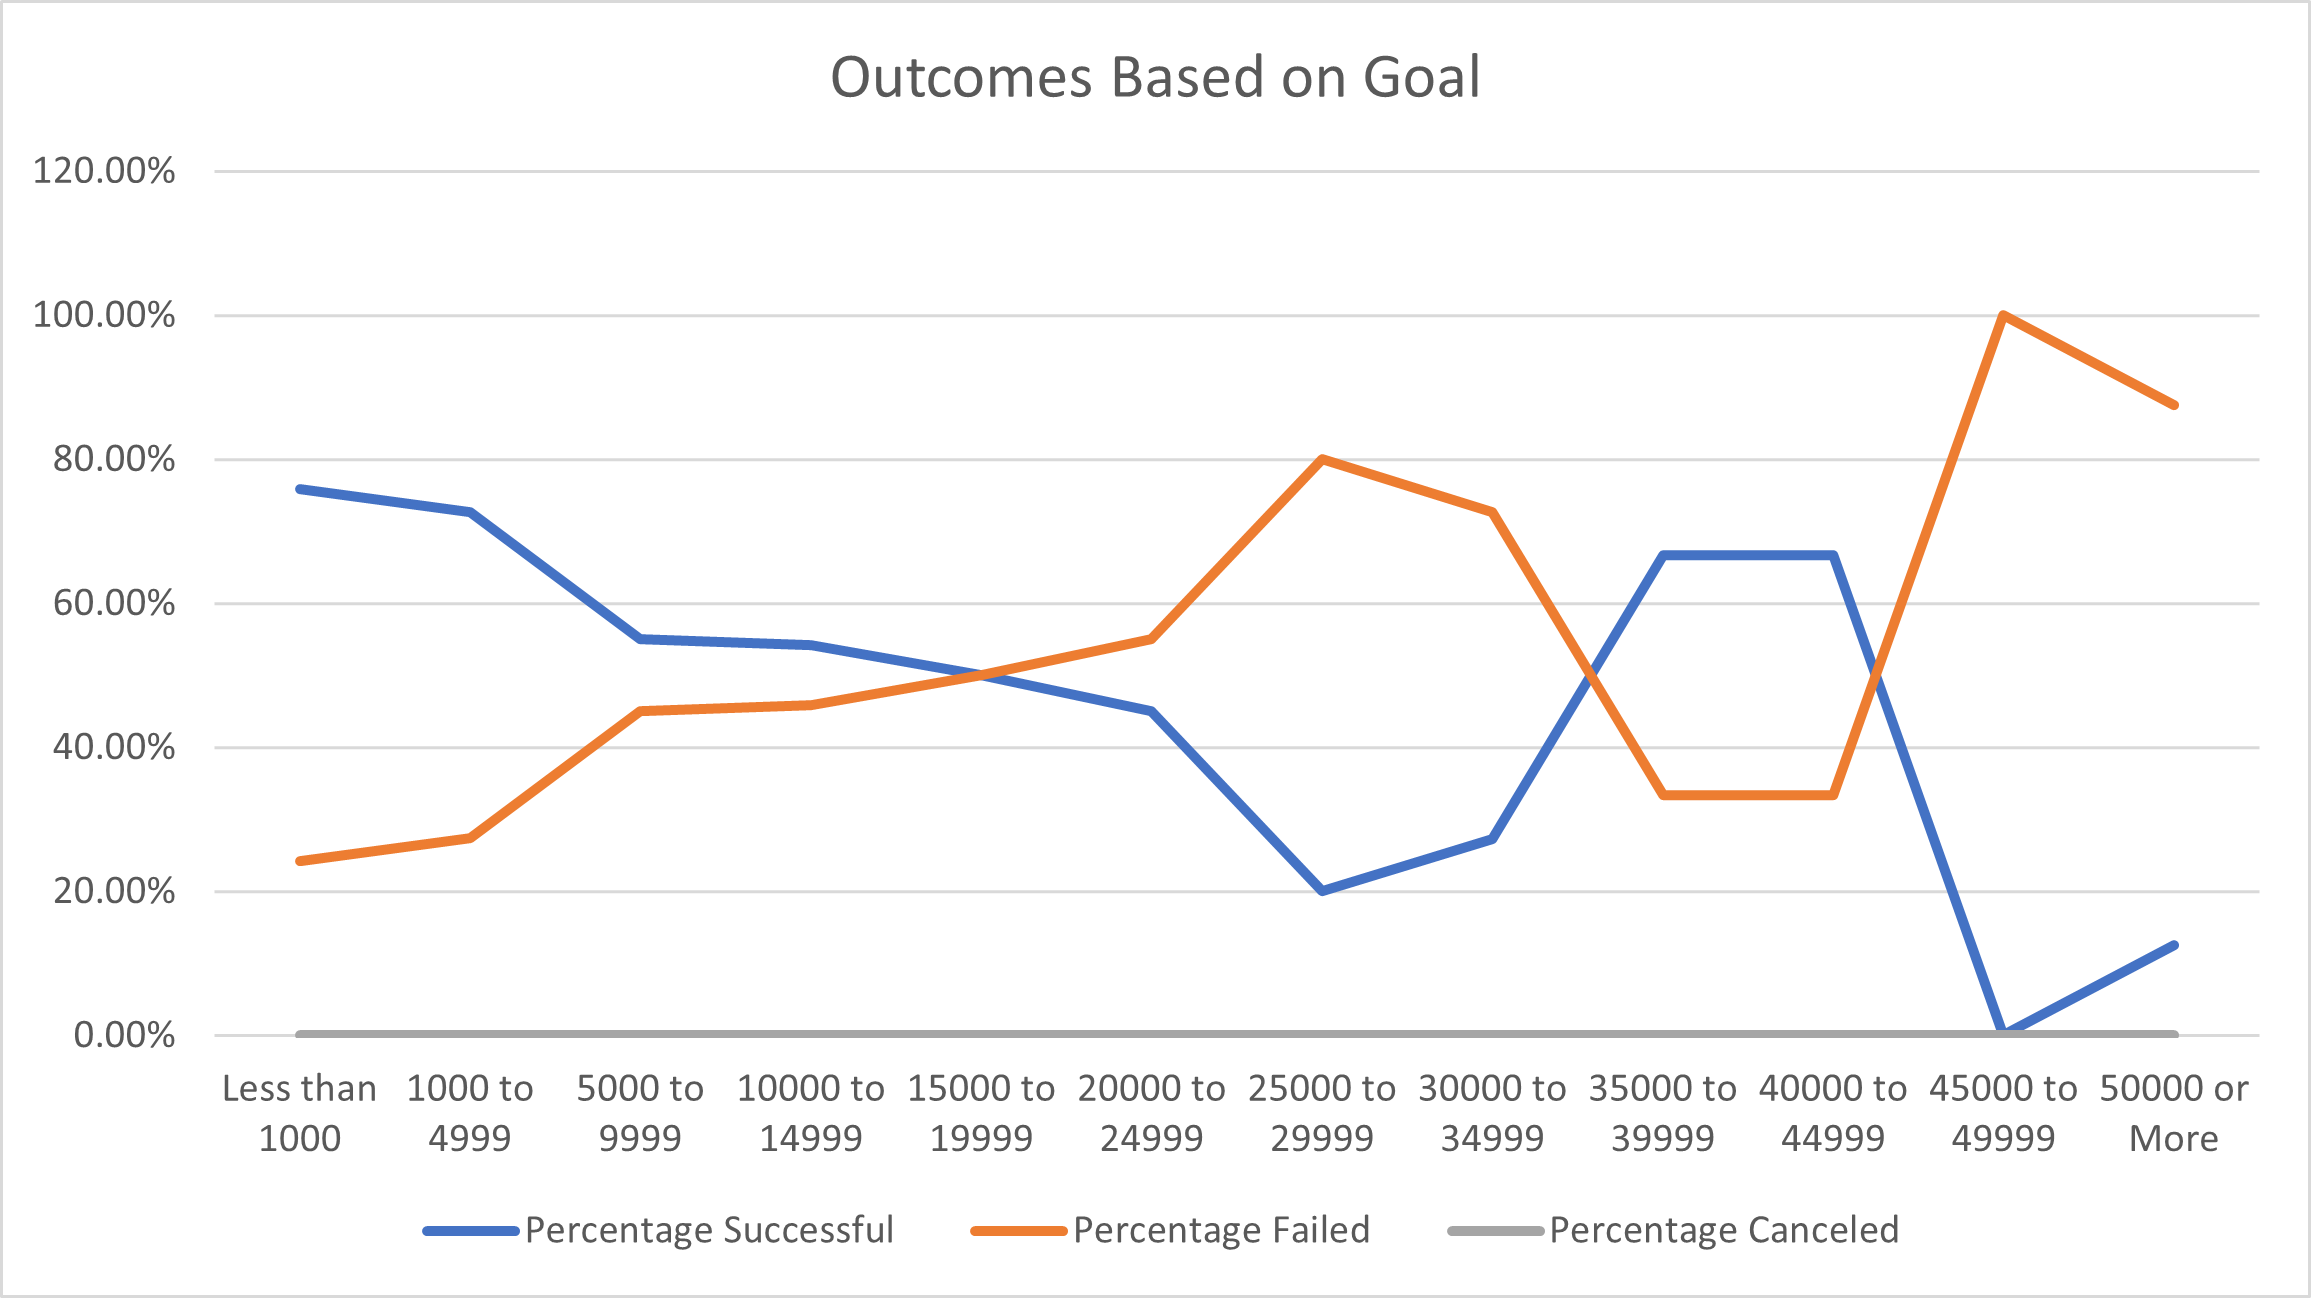 Outcomes Based on Goal
120.00%
100.00%
80.00%
60.00%
40.00%
20.00%
0.00%
Less than 1000
1000 to 4999
5000 to 9999
10000 to 14999
15000 to 19999
20000 to 24999
25000 to 29999
30000 to 34999
35000 to 39999
40000 to 44999
45000 to 49999
50000 or More
Percentage Successful
Percentage Failed
Percentage Canceled